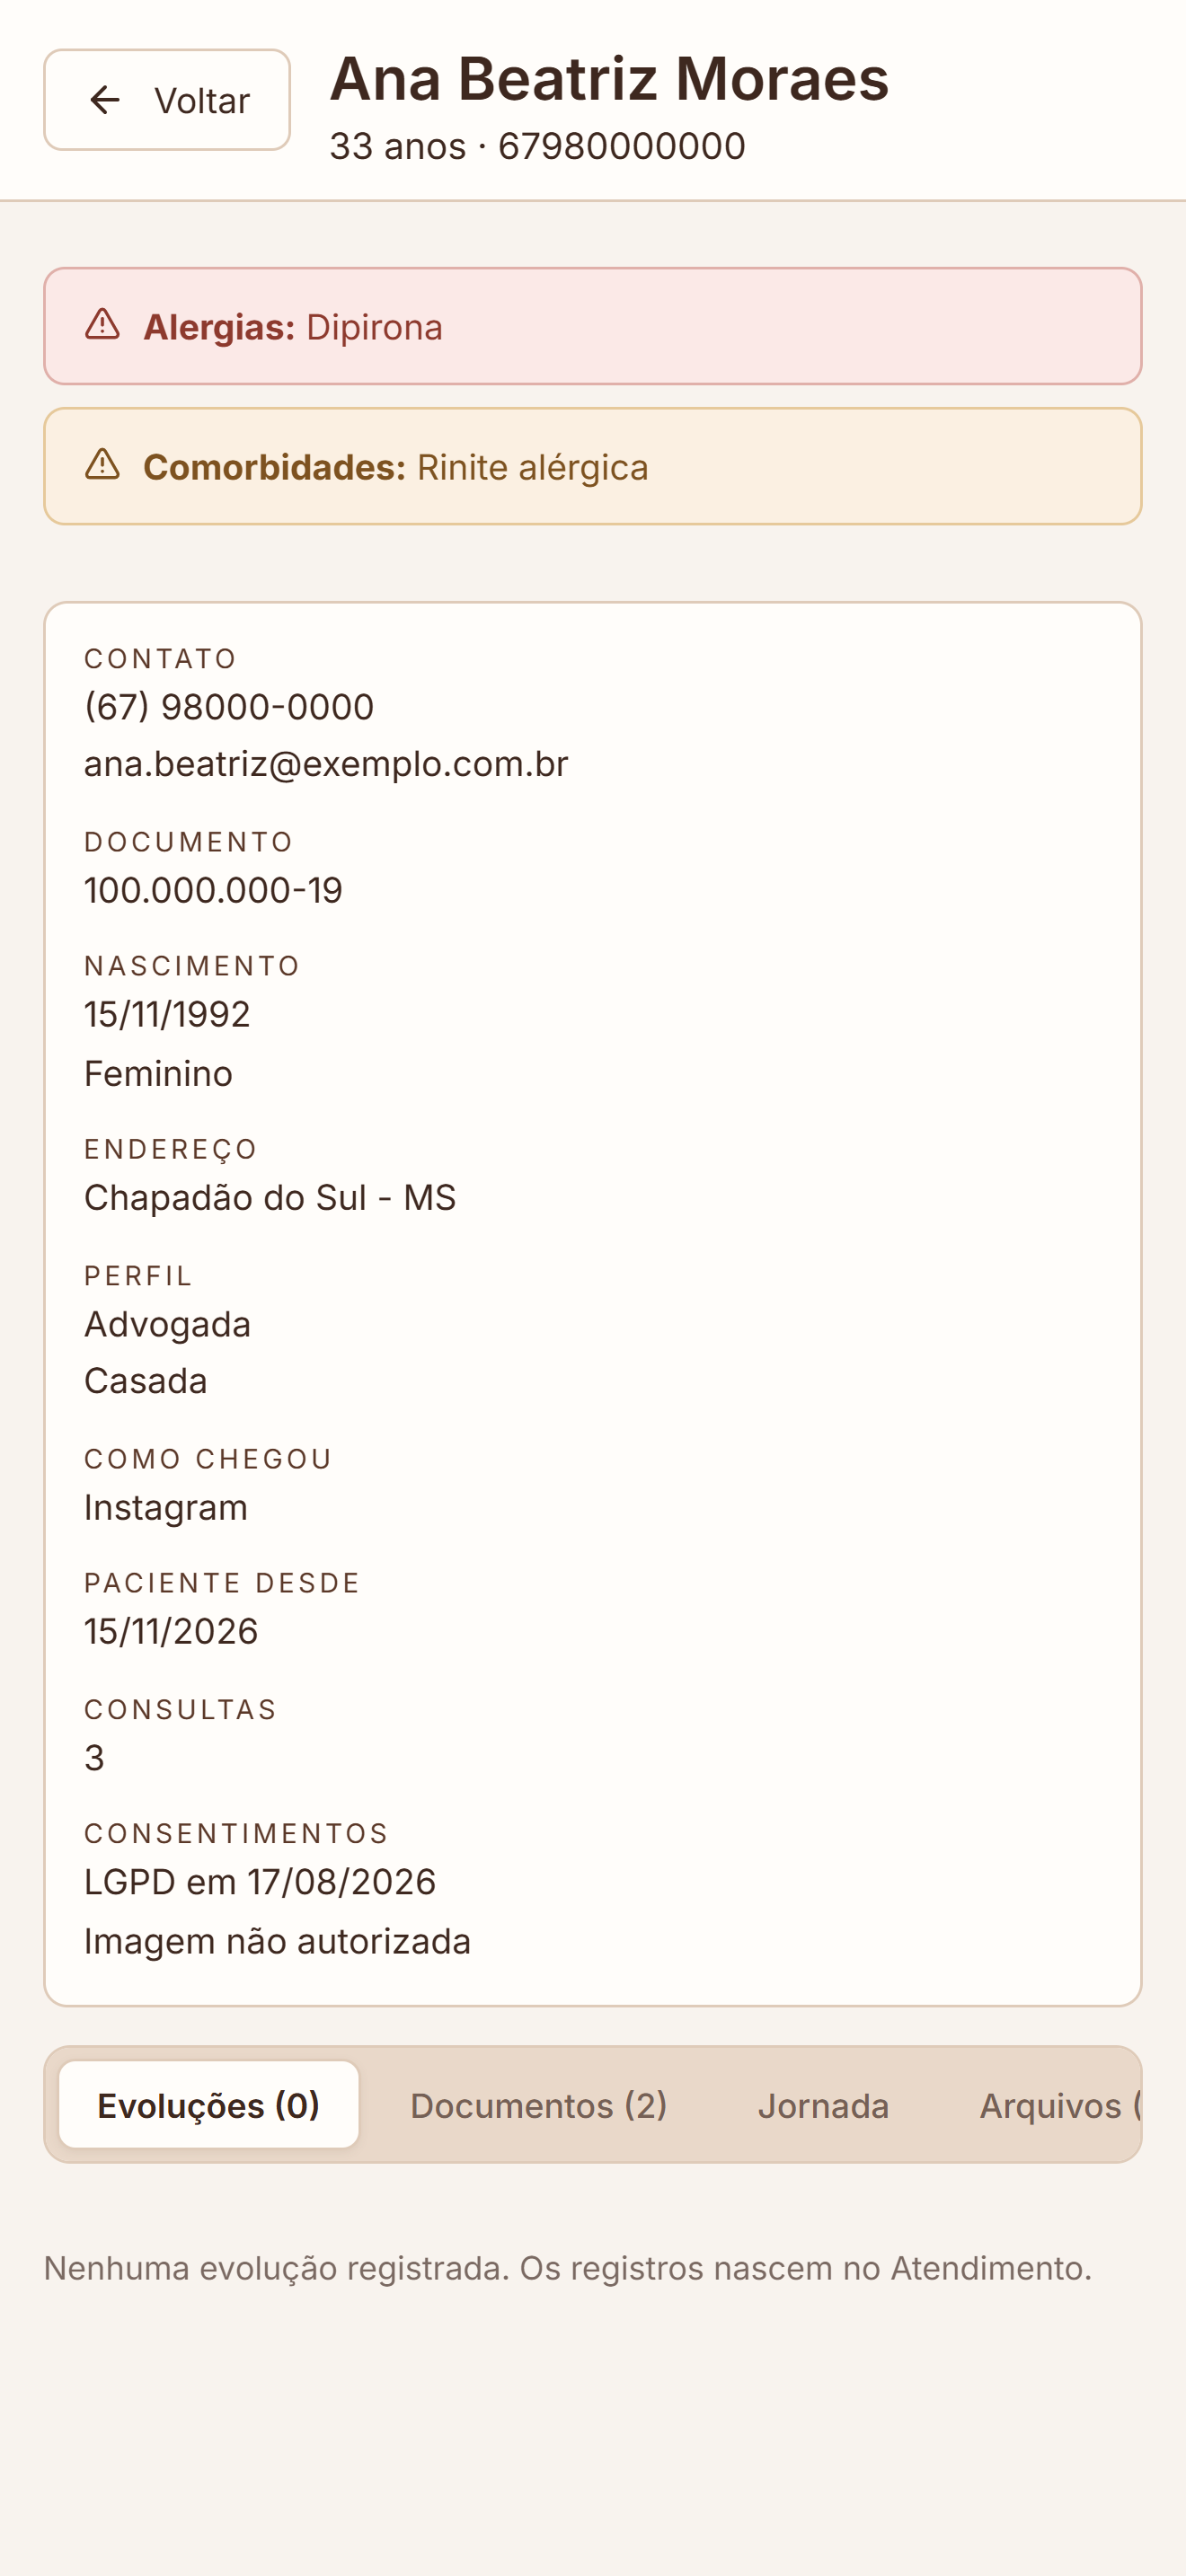 Voltar
Ana Beatriz Moraes
33 anos · 67980000000
Alergias: Dipirona
Comorbidades: Rinite alérgica
CONTATO
(67) 98000-0000
ana.beatriz@exemplo.com.br
DOCUMENTO
100.000.000-19
NASCIMENTO
15/11/1992
Feminino
ENDEREÇO
Chapadão do Sul - MS
PERFIL
Advogada
Casada
COMO CHEGOU
Instagram
PACIENTE DESDE
15/11/2026
CONSULTAS
3
CONSENTIMENTOS
LGPD em 17/08/2026
Imagem não autorizada
Evoluções (0) Documentos (2) Jornada Arquivos (
Nenhuma evolução registrada. Os registros nascem no Atendimento.